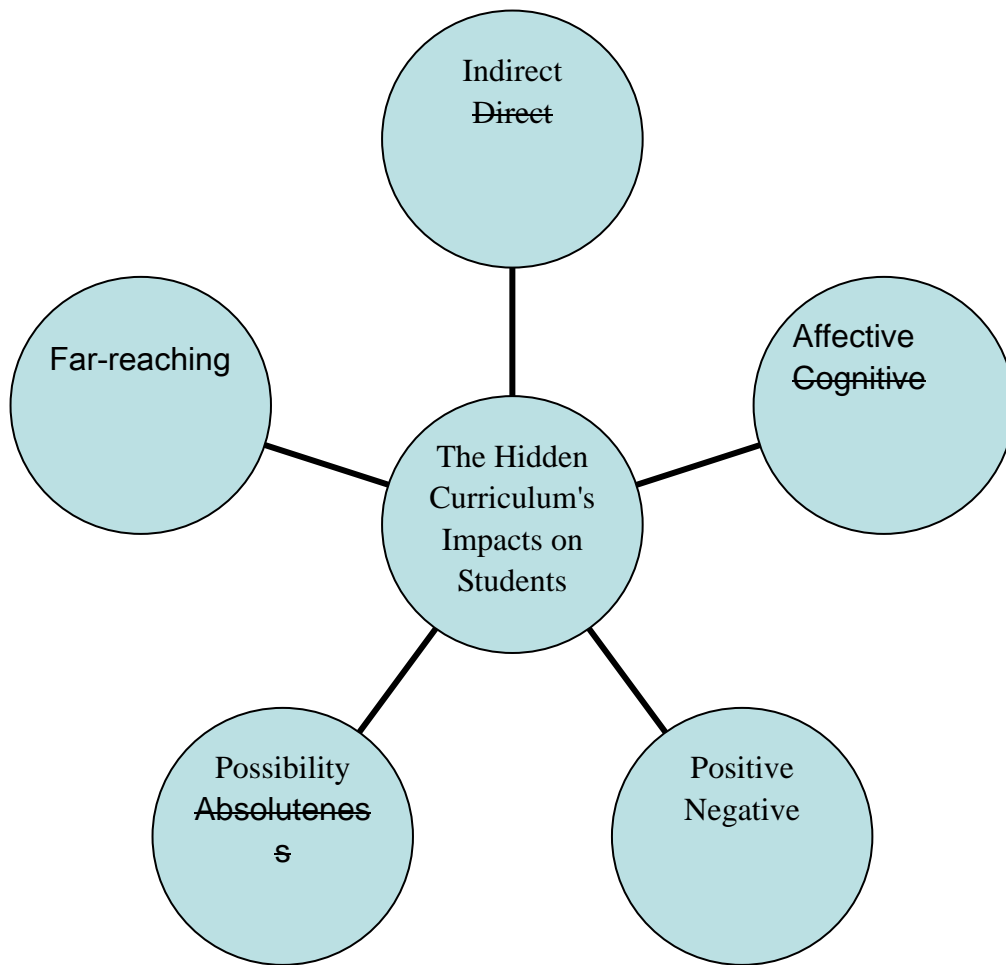 Indirect
Direct
Far-reaching
Affective
Cognitive
The Hidden
Curriculum's
Impacts on
Students
Possibility
Absolutenes
s
Positive
Negative